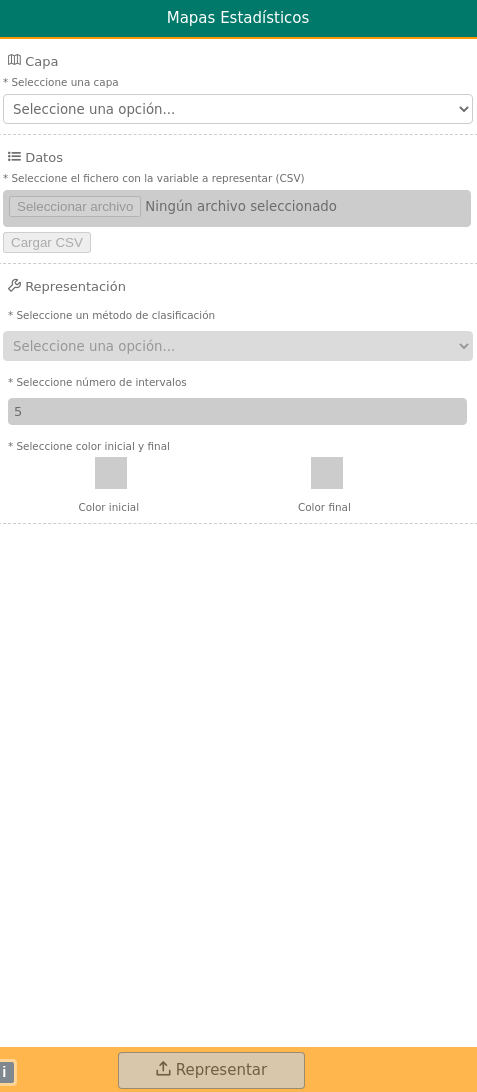 Mapas Estadísticos
Capa
* Seleccione una capa
Seleccione una opción...
Datos
* Seleccione el fichero con la variable a representar (CSV)
Seleccionar archivo Ningún archivo seleccionado
Cargar CSV
Representación
* Seleccione un método de clasificación
Seleccione una opción...
* Seleccione número de intervalos
5
* Seleccione color inicial y final
Color inicial Color final
i Representar